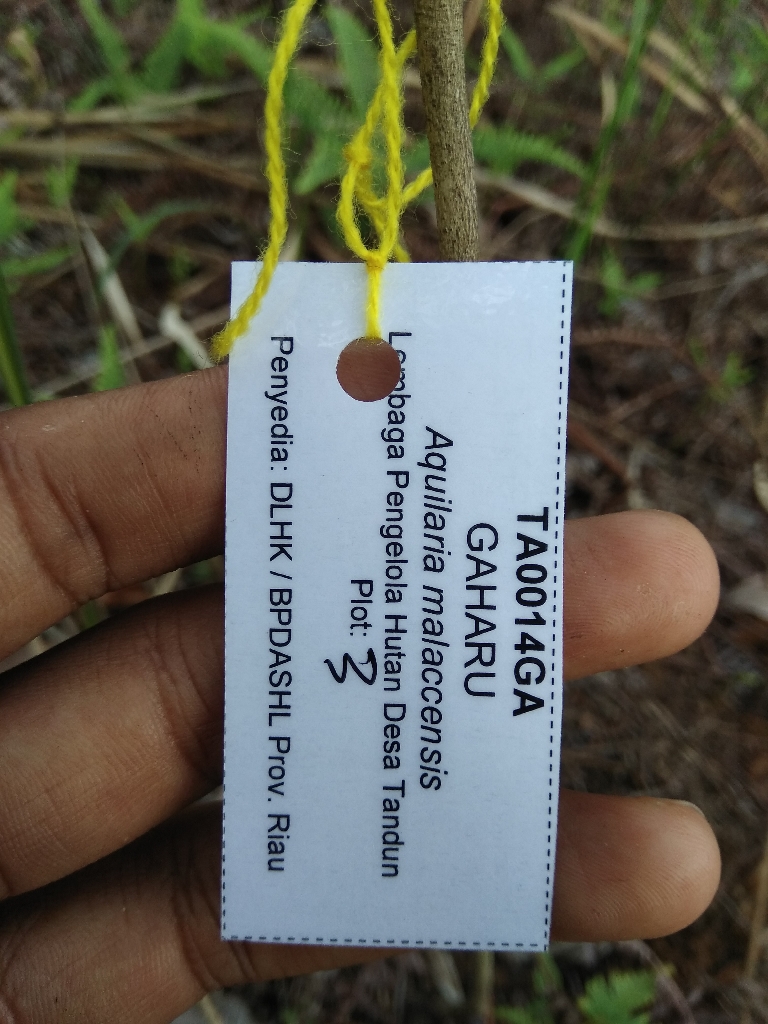 TA0014GA
GAHARU
Aquilaria malaccensis
Lembaga Pengelola Hutan Desa Tandun
Plot: 3
Penyedia: DLHK / BPDASHL Prov. Riau